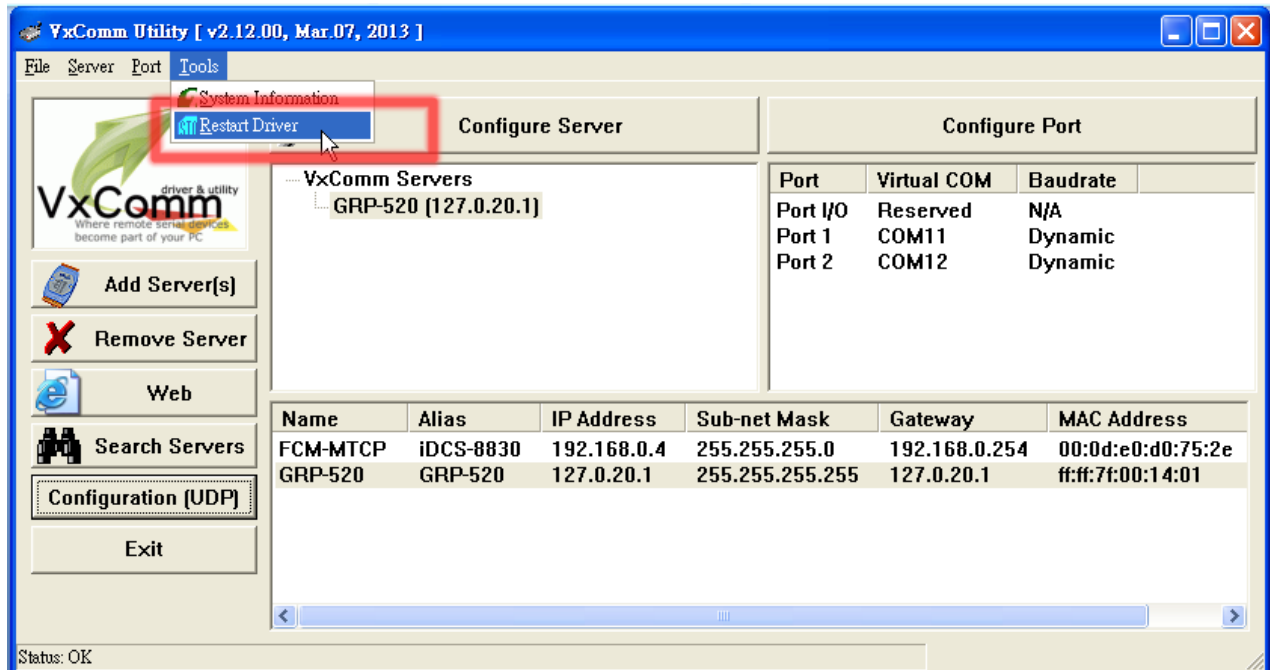 VxComm Utility [ v2.12.00, Mar.07, 2013 ]
File Server Port Tools
System Information
Restart Driver
Configure Server
Configure Port
VxComm
driver & utility
Where remote serial devices
become part of your PC
VxComm Servers
GRP-520 (127.0.20.1)
Port Virtual COM Baudrate
Port I/O Reserved N/A
Port 1 COM11 Dynamic
Port 2 COM12 Dynamic
Add Server(s)
Remove Server
Web
Search Servers
Configuration (UDP)
Exit
Name Alias IP Address Sub-net Mask Gateway MAC Address
FCM-MTCP iDCS-8830 192.168.0.4 255.255.255.0 192.168.0.254 00:0d:e0:d0:75:2e
GRP-520 GRP-520 127.0.20.1 255.255.255.255 127.0.20.1 ff:ff:7f:00:14:01
Status: OK